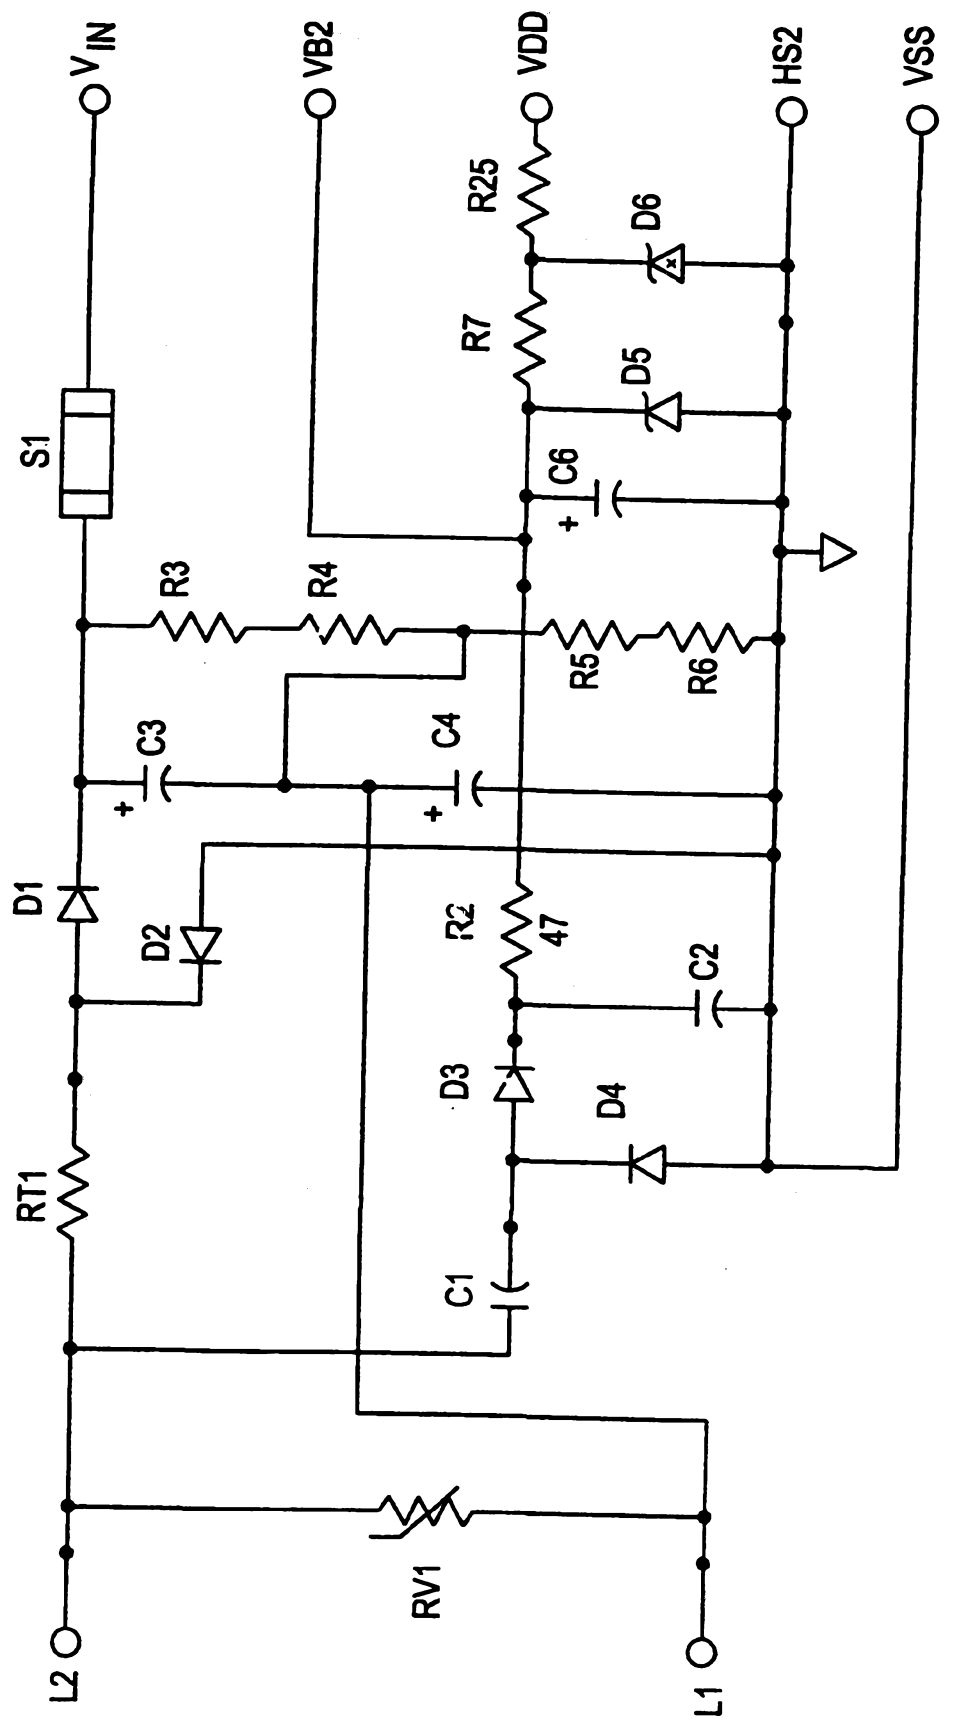 V IN
VB2
VDD
HS2
VSS
R25
D6
R7
D5
S1
C6
+
R3
R4
R5
R6
C3
+
C4
+
D1
D2
R2
47
C2
D3
D4
RT1
C1
RV1
L2
L1